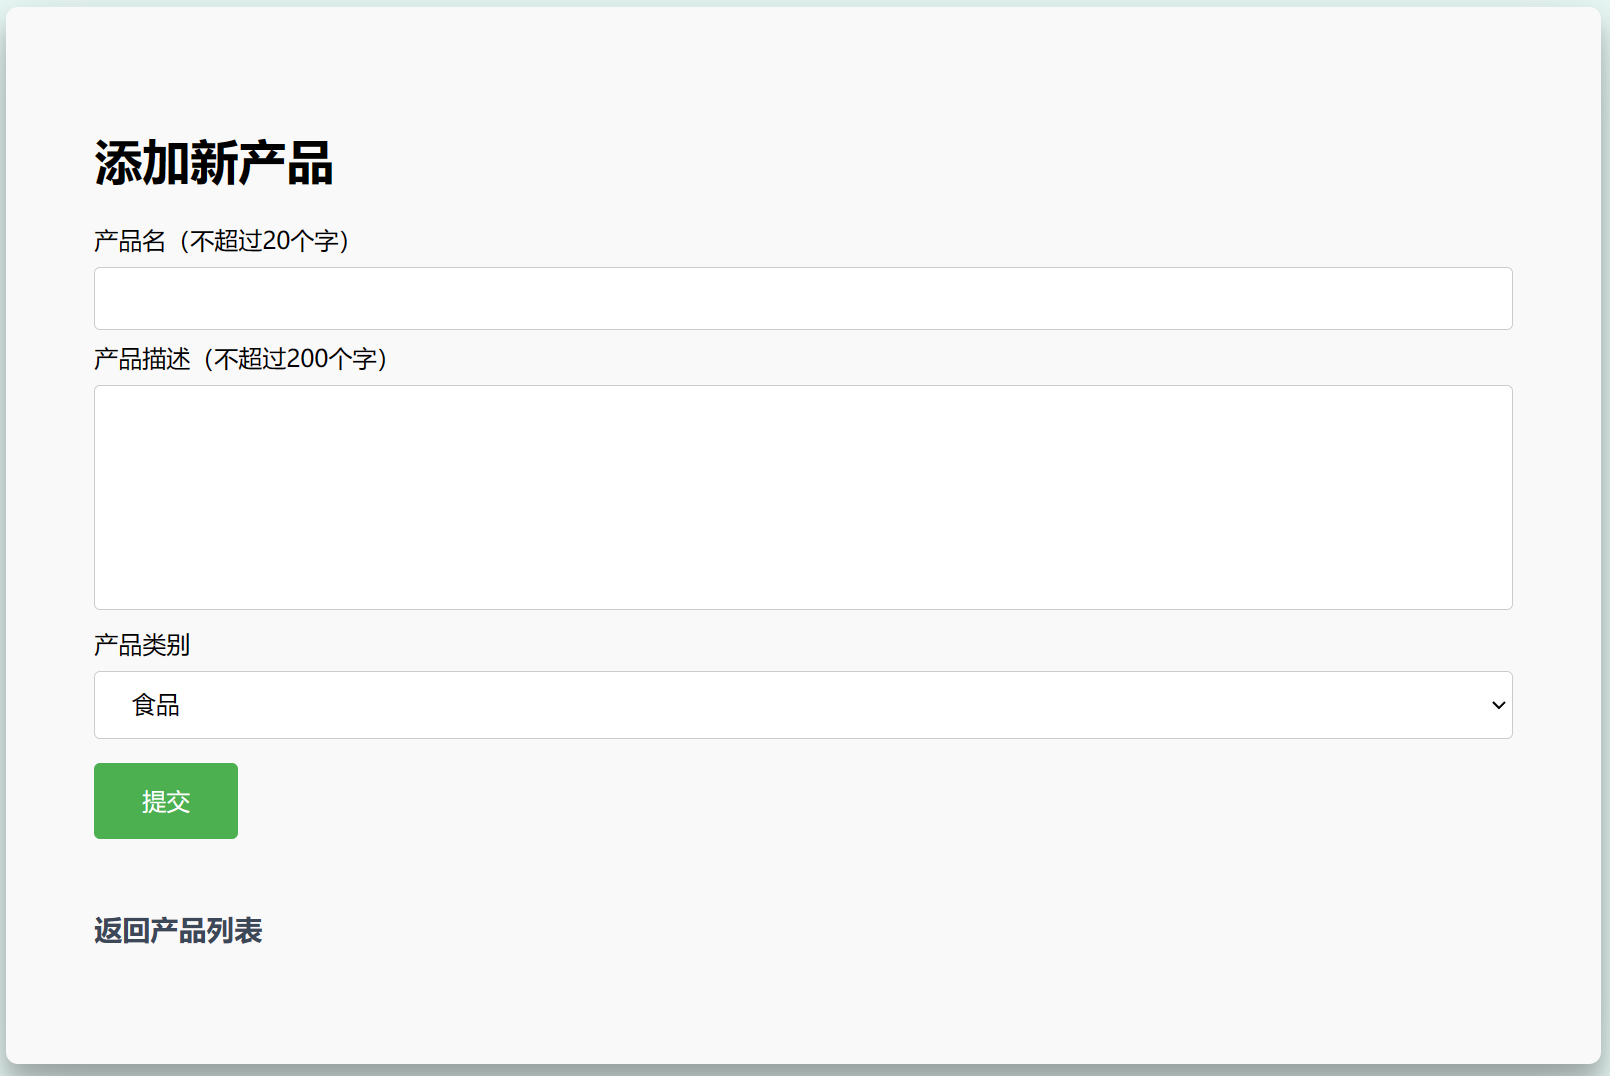 添加新产品
产品名（不超过20个字）
产品描述（不超过200个字）
产品类别
食品
提交
返回产品列表